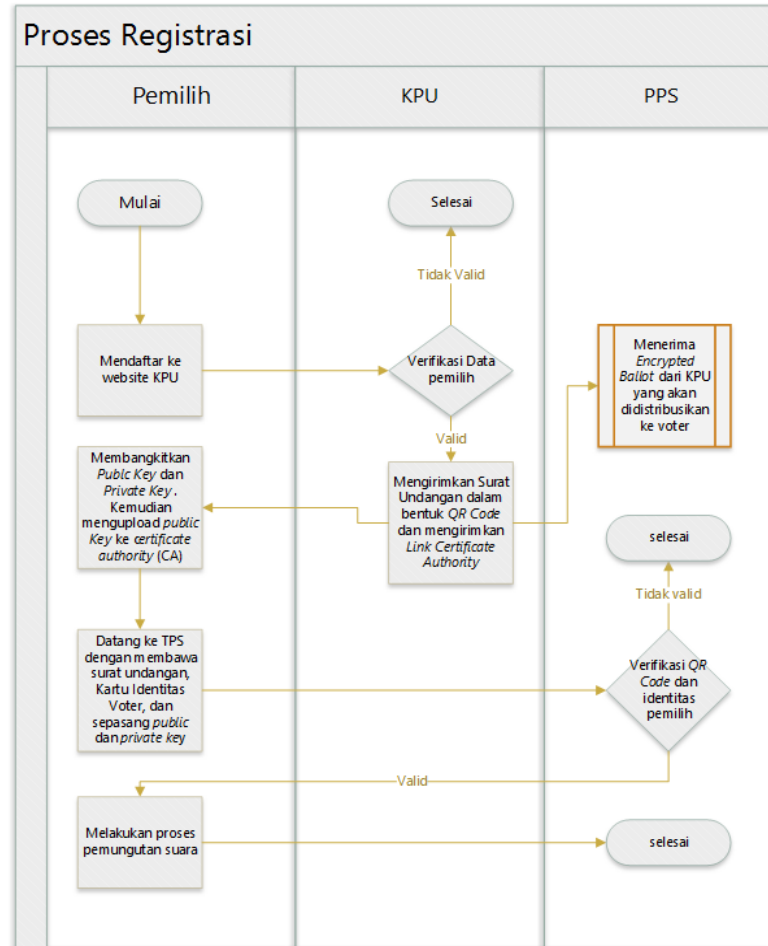 Proses Registrasi
Pemilih
KPU
PPS
Mulai
Selesai
Tidak Valid
Mendaftar ke
website KPU
Verifikasi Data
pemilih
Menerima
Encrypted
Ballot dari KPU
yang akan
didistribusikan
ke voter
Valid
Membangkitkan
Publc Key dan
Private Key .
Kemudian
mengupload public
Key ke certificate
authority (CA)
Mengirimkan Surat
Undangan dalam
bentuk QR Code
dan mengirimkan
Link Certificate
Authority
selesai
Tidak valid
Datang ke TPS
dengan membawa
surat undangan,
Kartu Identitas
Voter, dan
sepasang public
dan private key
Verifikasi QR
Code dan
identitas
pemilih
Valid
Melakukan proses
pemungutan suara
selesai